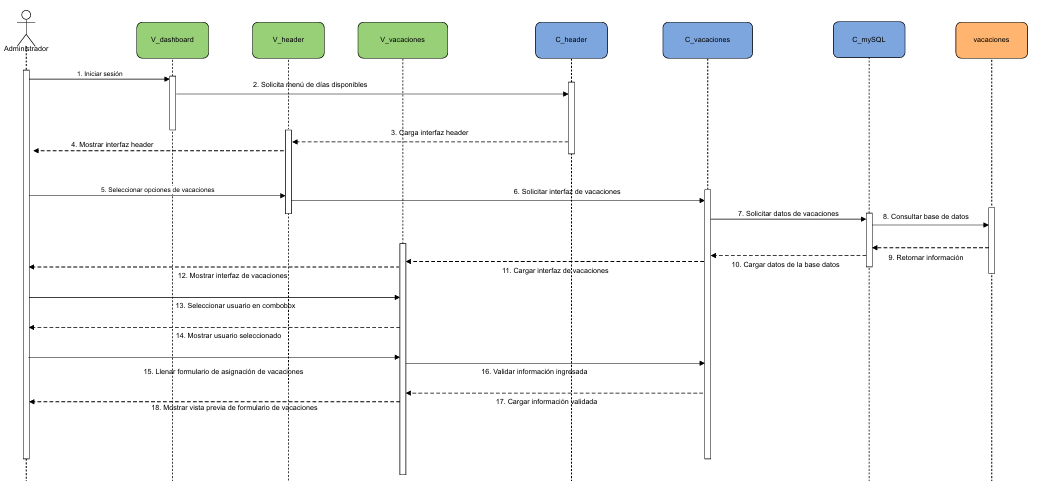 V_dashboard
V_header
V_vacaciones
C_header
C_vacaciones
C_mySQL
vacaciones
Administrador
1. Iniciar sesión
2. Solicita menú de días disponibles
3. Carga interfaz header
4. Mostrar interfaz header
5. Seleccionar opciones de vacaciones
6. Solicitar interfaz de vacaciones
7. Solicitar datos de vacaciones
8. Consultar base de datos
9. Retornar información
10. Cargar datos de la base datos
11. Cargar interfaz de vacaciones
12. Mostrar interfaz de vacaciones
13. Seleccionar usuario en combobox
14. Mostrar usuario seleccionado
15. Llenar formulario de asignación de vacaciones
16. Validar información ingresada
17. Cargar información validada
18. Mostrar vista previa de formulario de vacaciones